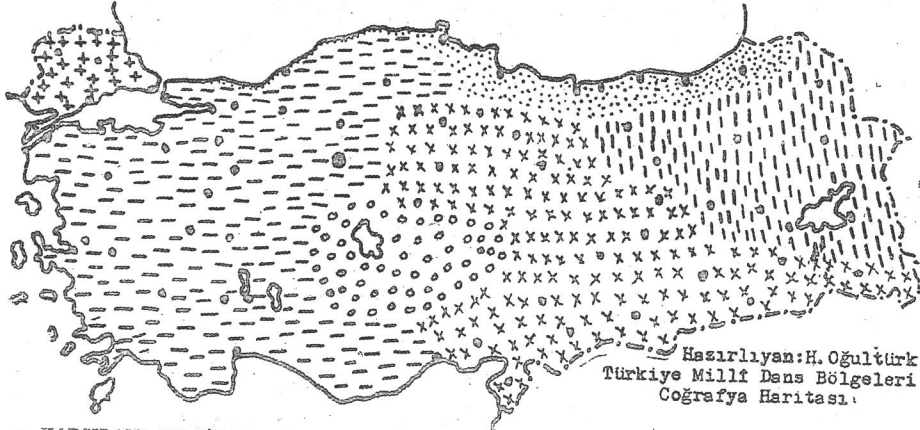 Hazırlıyan:H. Oğultürk
Türkiye Millî Dans Bölgeleri
Coğrafya Haritası